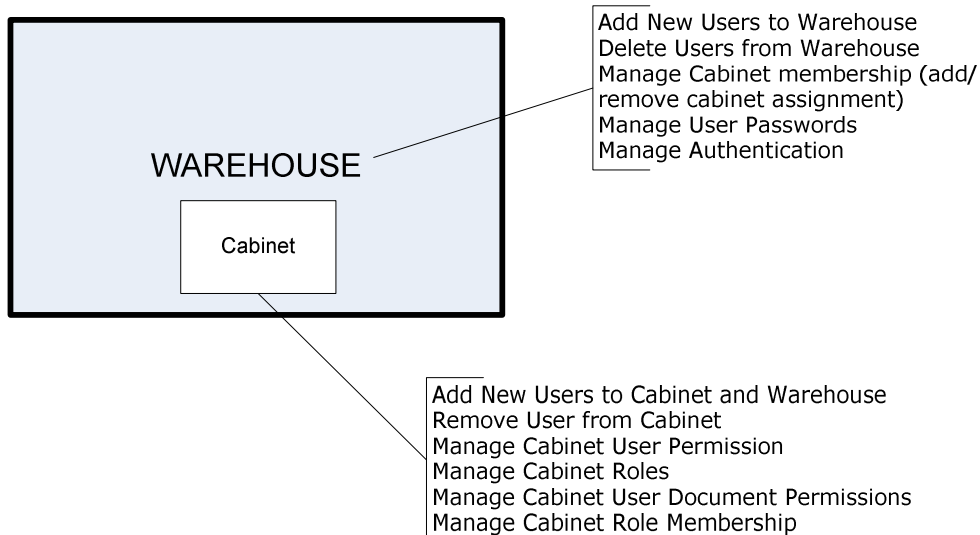 Add New Users to Warehouse
Delete Users from Warehouse
Manage Cabinet membership (add/
remove cabinet assignment)
Manage User Passwords
Manage Authentication
WAREHOUSE
Cabinet
Add New Users to Cabinet and Warehouse
Remove User from Cabinet
Manage Cabinet User Permission
Manage Cabinet Roles
Manage Cabinet User Document Permissions
Manage Cabinet Role Membership